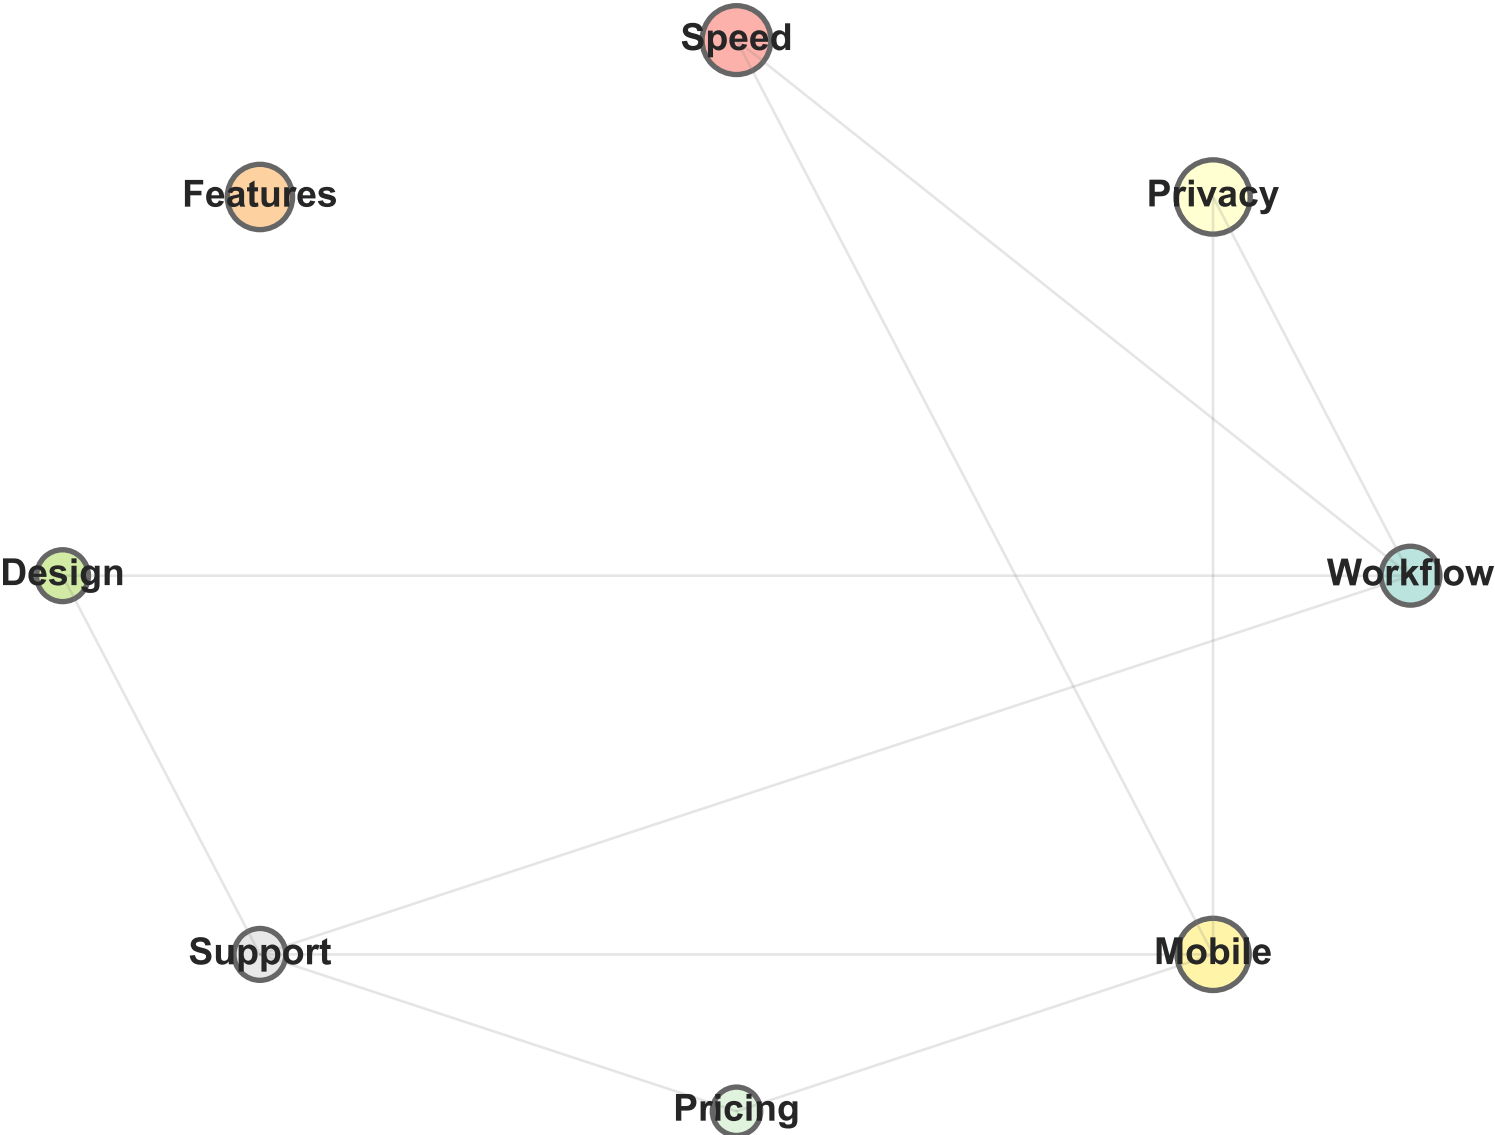 Speed
Features
Privacy
Design
Workflow
Support
Mobile
Pricing